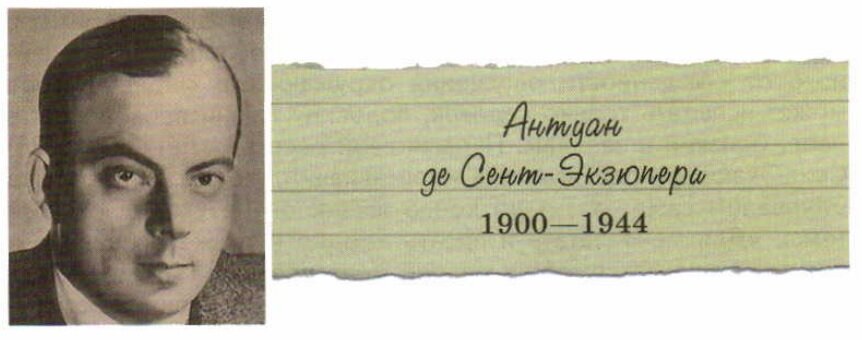 Антуан
де Сент-Экзюпери
1900—1944